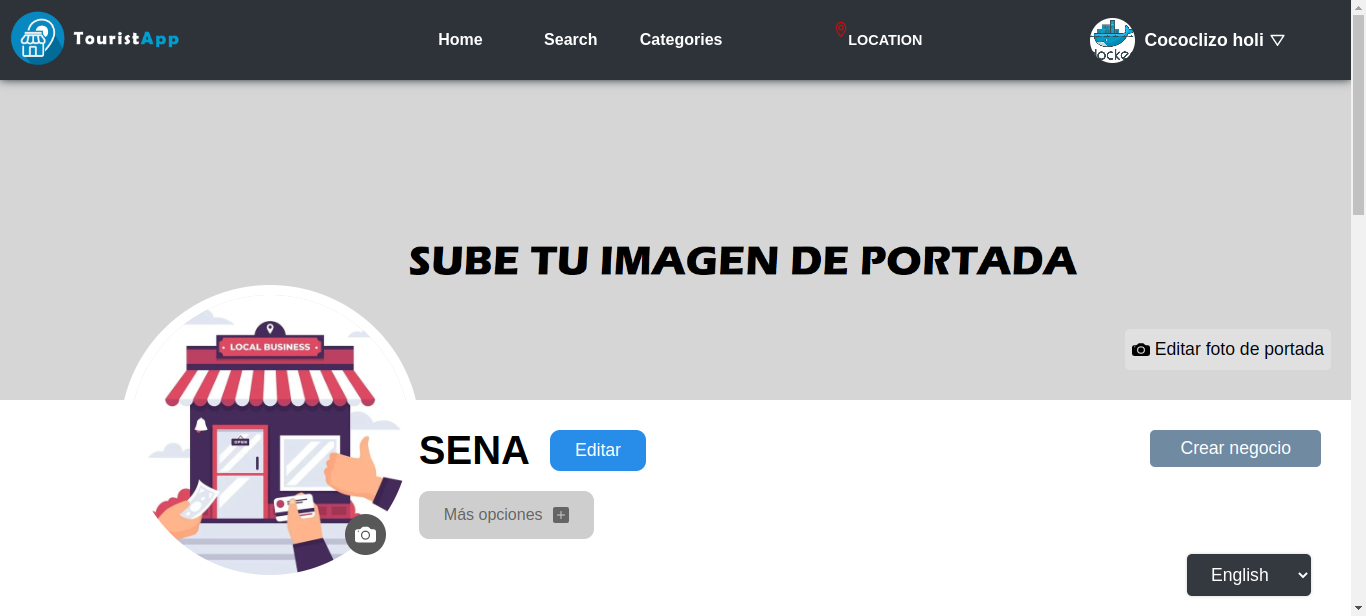 TouristApp
Home
Search
Categories
LOCATION
Cococlizo holi
SUBE TU IMAGEN DE PORTADA
LOCAL BUSINESS
OPEN
Editar foto de portada
SENA
Editar
Crear negocio
Más opciones
English